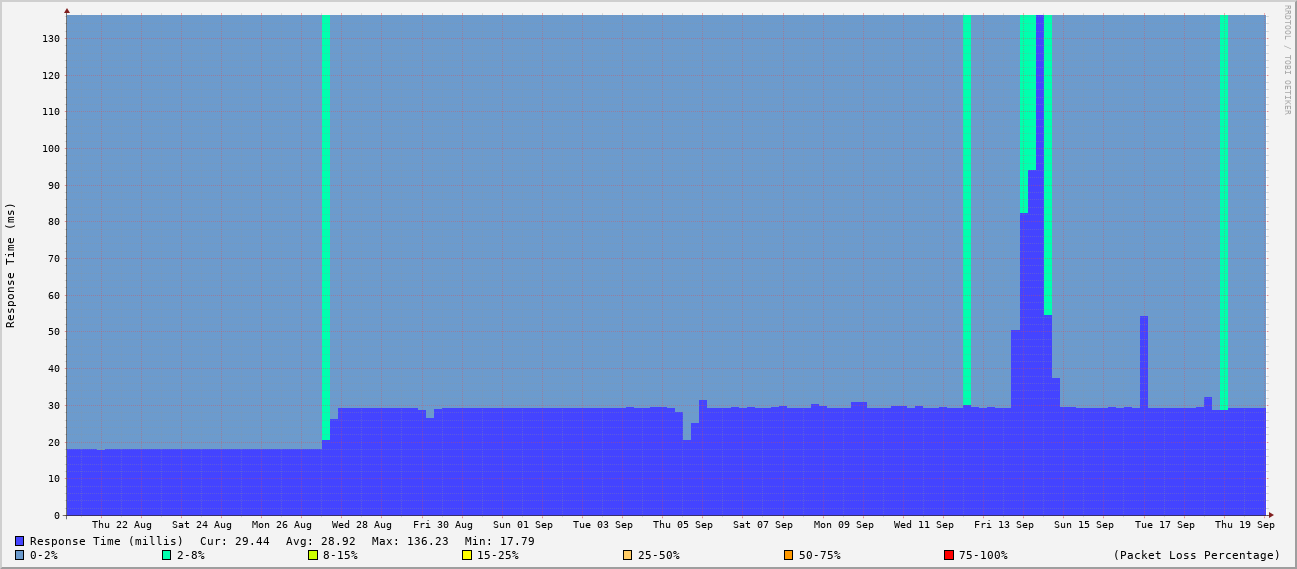 RRDTOOL / TOBI OETIKER
Response Time (ms)
130
120
110
100
90
80
70
60
50
40
30
20
10
0
Thu 22 Aug Sat 24 Aug Mon 26 Aug Wed 28 Aug Fri 30 Aug Sun 01 Sep Tue 03 Sep Thu 05 Sep Sat 07 Sep Mon 09 Sep Wed 11 Sep Fri 13 Sep Sun 15 Sep Tue 17 Sep Thu 19 Sep
Response Time (millis) Cur: 29.44 Avg: 28.92 Max: 136.23 Min: 17.79
0-2% 2-8% 8-15% 15-25% 25-50% 50-75% 75-100% (Packet Loss Percentage)